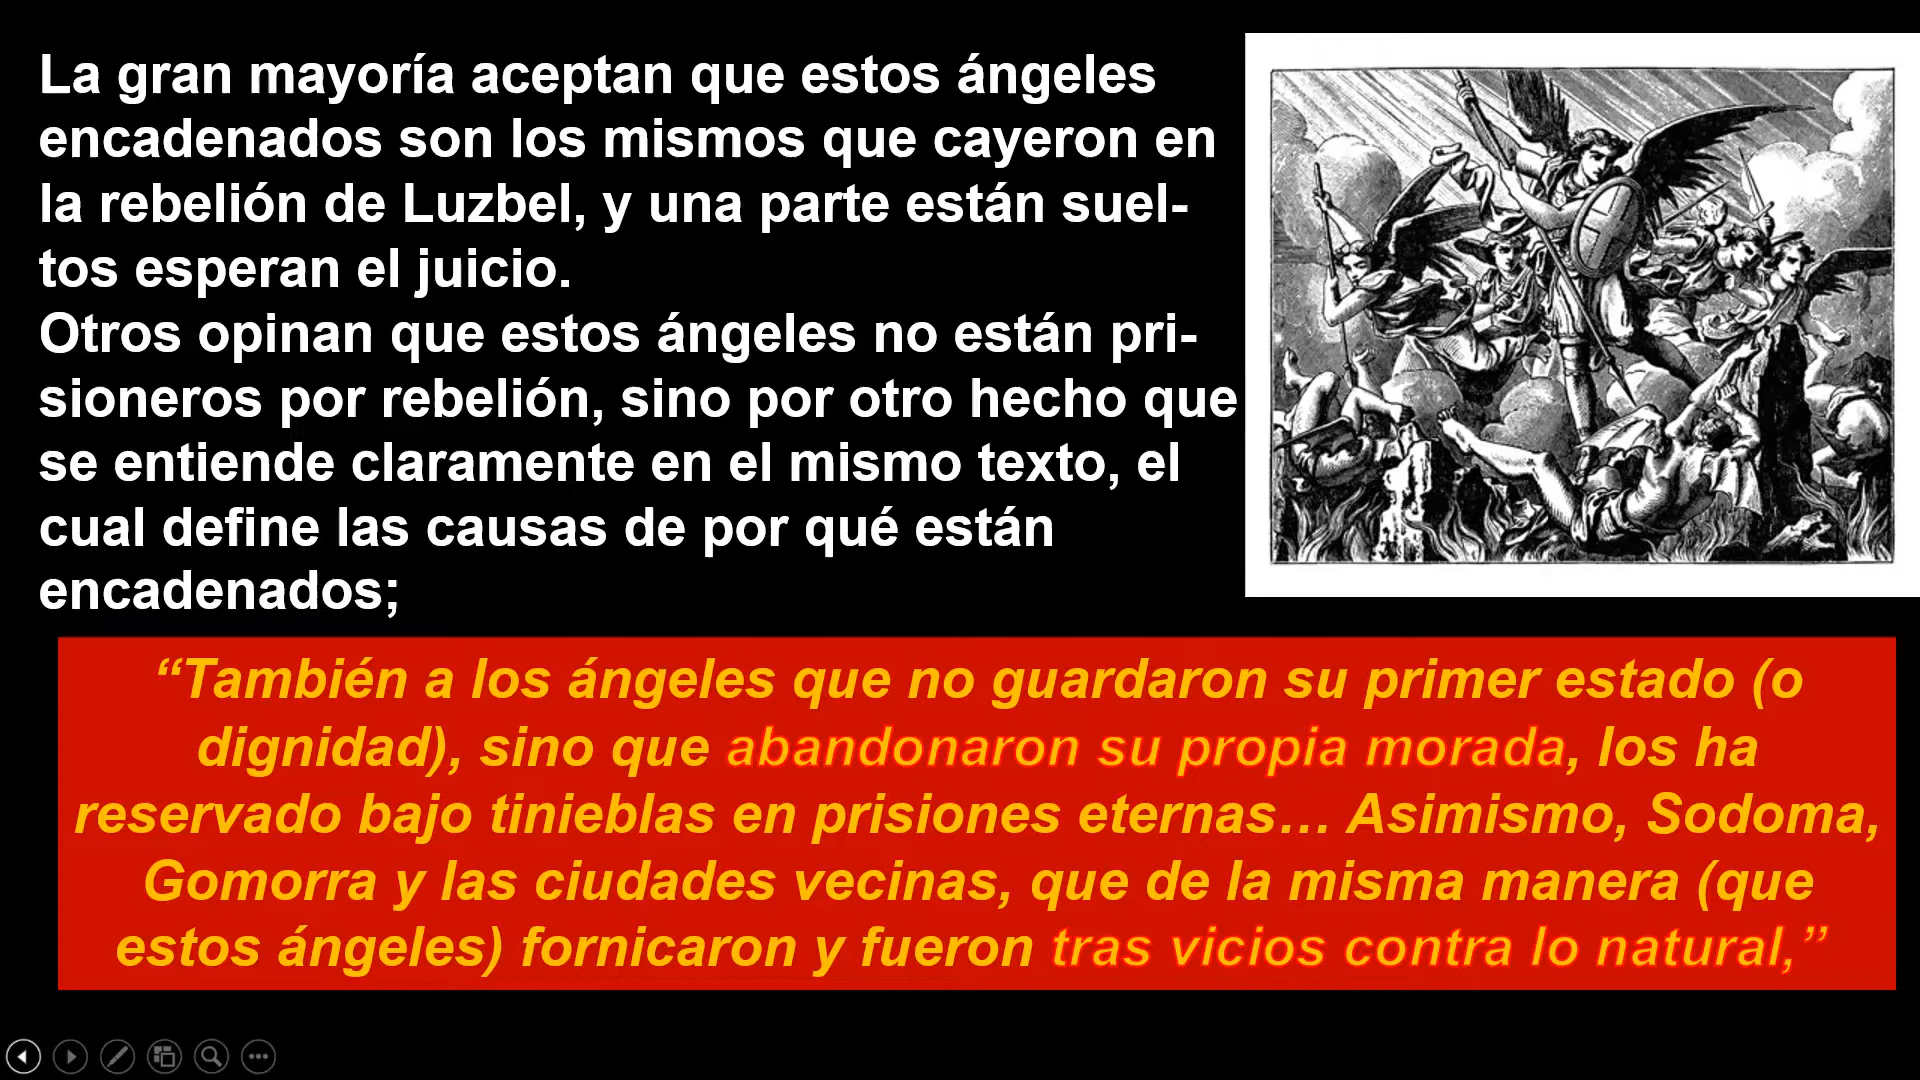 La gran mayoría aceptan que estos ángeles
encadenados son los mismos que cayeron en
la rebelión de Luzbel, y una parte están suel-
tos esperan el juicio.
Otros opinan que estos ángeles no están pri-
sioneros por rebelión, sino por otro hecho que
se entiende claramente en el mismo texto, el
cual define las causas de por qué están
encadenados;
“También a los ángeles que no guardaron su primer estado (o
dignidad), sino que abandonaron su propia morada, los ha
reservado bajo tinieblas en prisiones eternas… Asimismo, Sodoma,
Gomorra y las ciudades vecinas, que de la misma manera (que
estos ángeles) fornicaron y fueron tras vicios contra lo natural,”